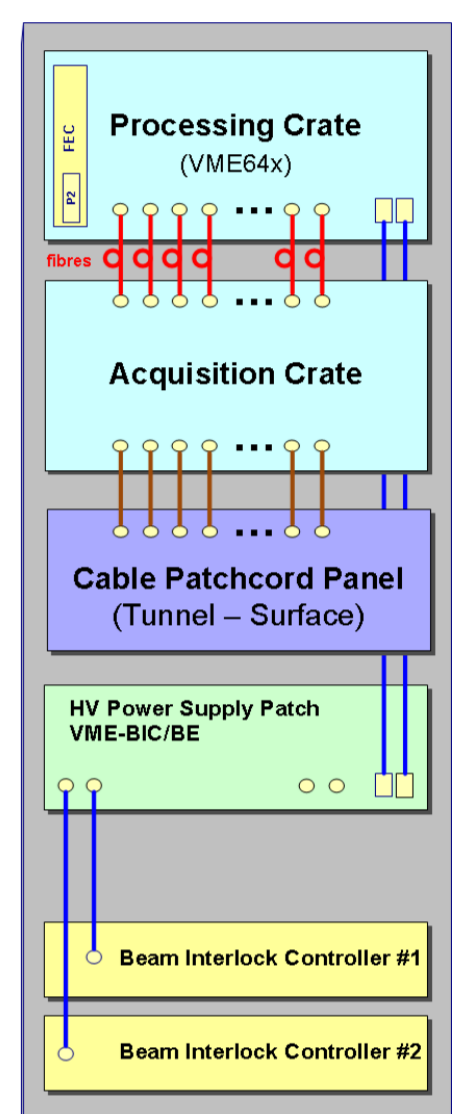 Processing Crate
(VME64x)
FEC
P2
...
fibres
...
Acquisition Crate
...
...
Cable Patchcord Panel
(Tunnel – Surface)
HV Power Supply Patch
VME-BIC/BE
Beam Interlock Controller #1
Beam Interlock Controller #2